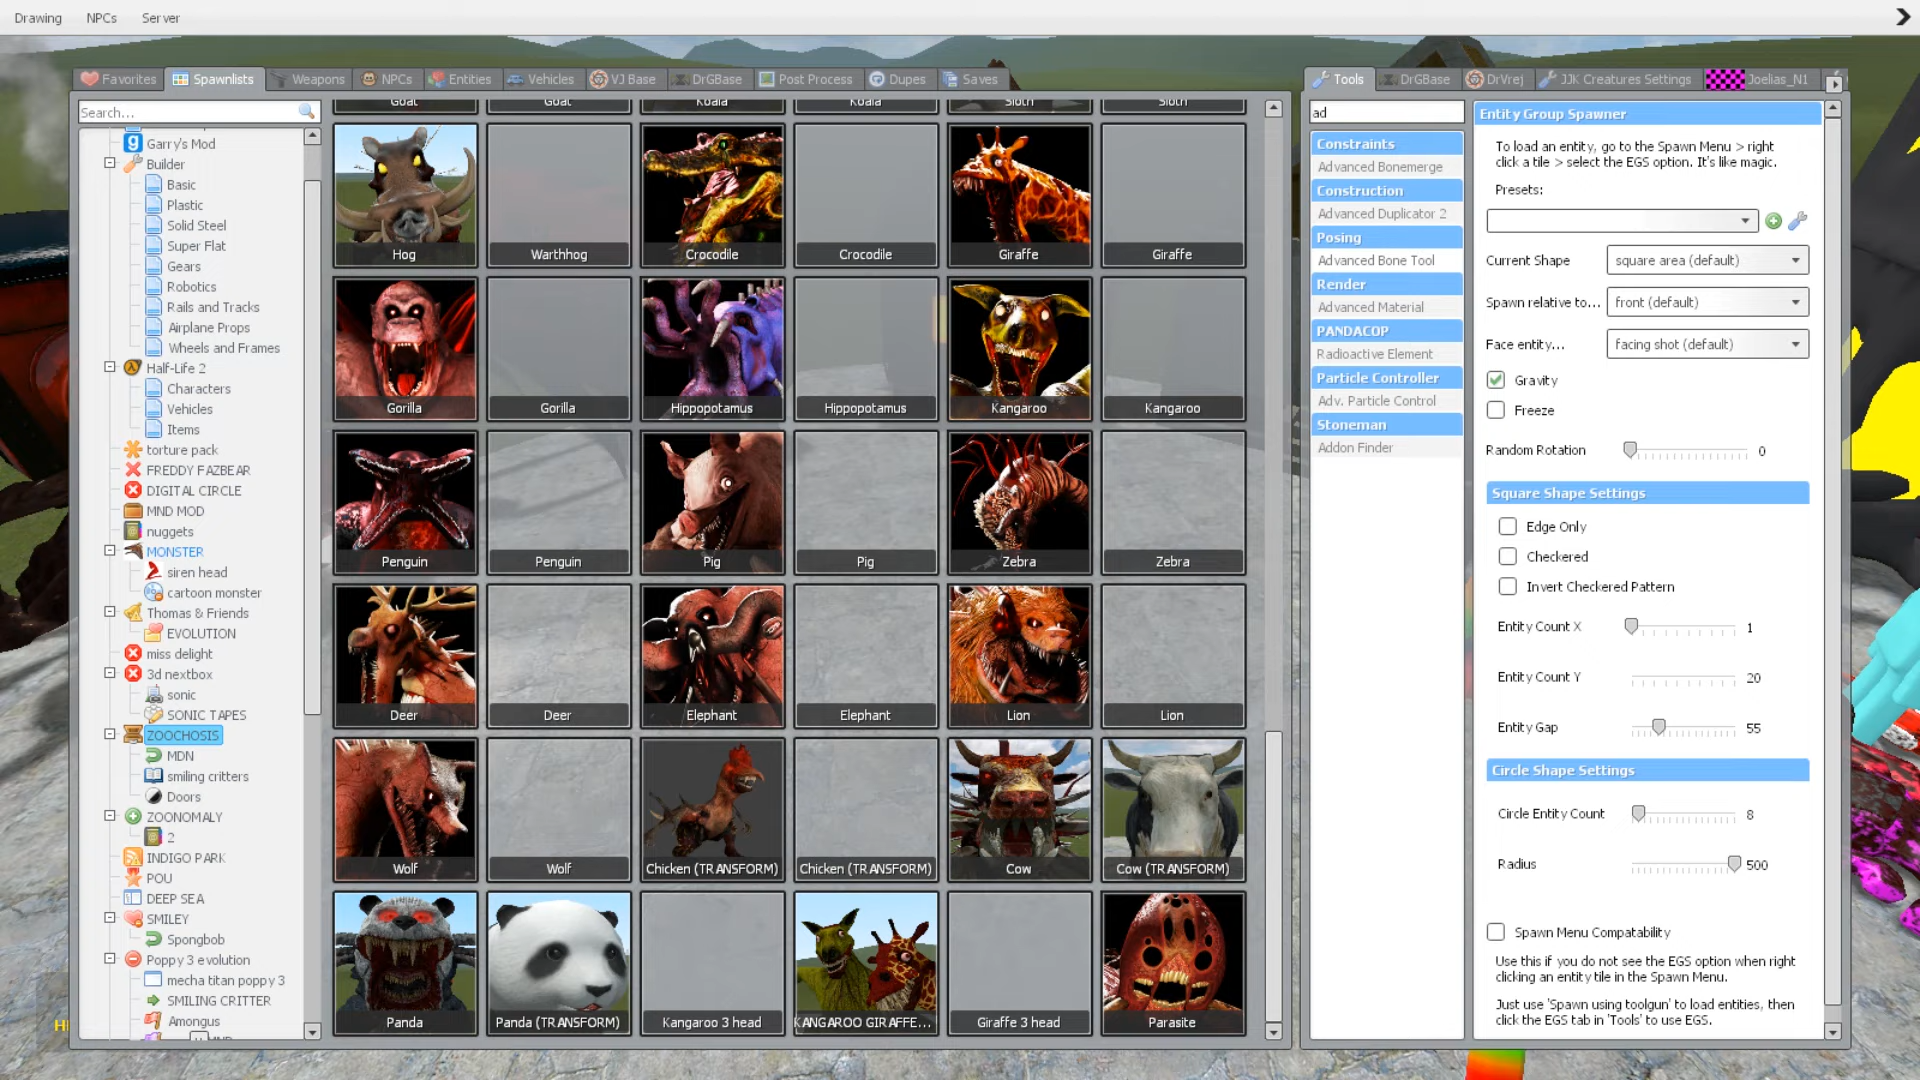 Drawing NPCs Server
Favorites Spawnlists Weapons NPCs Entities Vehicles VJ Base DrGBase Post Process Dupes Saves
Search...
Garry's Mod
Builder
Basic
Plastic
Solid Steel
Super Flat
Gears
Robotics
Rails and Tracks
Airplane Props
Wheels and Frames
Half-Life 2
Characters
Vehicles
Items
torture pack
FREDDY FAZBEAR
DIGITAL CIRCLE
MND MOD
nuggets
MONSTER
siren head
cartoon monster
Thomas & Friends
EVOLUTION
miss delight
3d nextbox
sonic
SONIC TAPES
ZOOCHOSIS
MDN
smiling critters
Doors
ZOONOMALY
2
INDIGO PARK
POU
DEEP SEA
SMILEY
Spongbob
Poppy 3 evolution
mecha titan poppy 3
SMILING CRITTER
Amongus
Goat Goat Koala Koala Sloth Sloth
Hog Warthhog Crocodile Crocodile Giraffe Giraffe
Gorilla Gorilla Hippopotamus Hippopotamus Kangaroo Kangaroo
Penguin Penguin Pig Pig Zebra Zebra
Deer Deer Elephant Elephant Lion Lion
Wolf Wolf Chicken (TRANSFORM) Chicken (TRANSFORM) Cow Cow (TRANSFORM)
Panda Panda (TRANSFORM) Kangaroo 3 head KANGAROO GIRAFFE... Giraffe 3 head Parasite
Tools DrGBase DrVrej JJK Creatures Settings Joelias_N1
ad
Constraints
Advanced Bonemerge
Construction
Advanced Duplicator 2
Posing
Advanced Bone Tool
Render
Advanced Material
PANDACOP
Radioactive Element
Particle Controller
Adv. Particle Control
Stoneman
Addon Finder
Entity Group Spawner
To load an entity, go to the Spawn Menu > right
click a tile > select the EGS option. It's like magic.
Presets:
Current Shape square area (default)
Spawn relative to... front (default)
Face entity... facing shot (default)
Gravity
Freeze
Random Rotation 0
Square Shape Settings
Edge Only
Checkered
Invert Checkered Pattern
Entity Count X 1
Entity Count Y 20
Entity Gap 55
Circle Shape Settings
Circle Entity Count 8
Radius 500
Spawn Menu Compatability
Use this if you do not see the EGS option when right
clicking an entity tile in the Spawn Menu.
Just use 'Spawn using toolgun' to load entities, then
click the EGS tab in 'Tools' to use EGS.